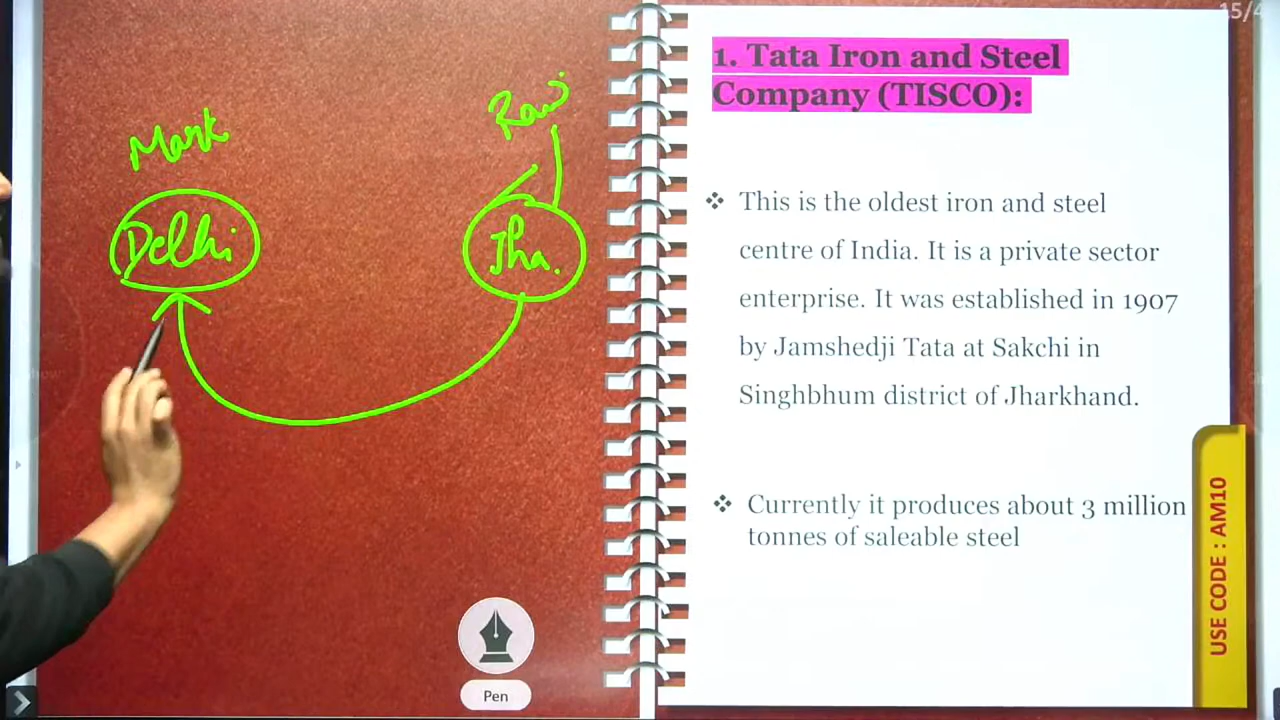 15/4
Mark
Raw
Delhi
Jha.
1. Tata Iron and Steel
Company (TISCO):
❖ This is the oldest iron and steel
centre of India. It is a private sector
enterprise. It was established in 1907
by Jamshedji Tata at Sakchi in
Singhbhum district of Jharkhand.
❖ Currently it produces about 3 million
tonnes of saleable steel
USE CODE : AM10
Pen